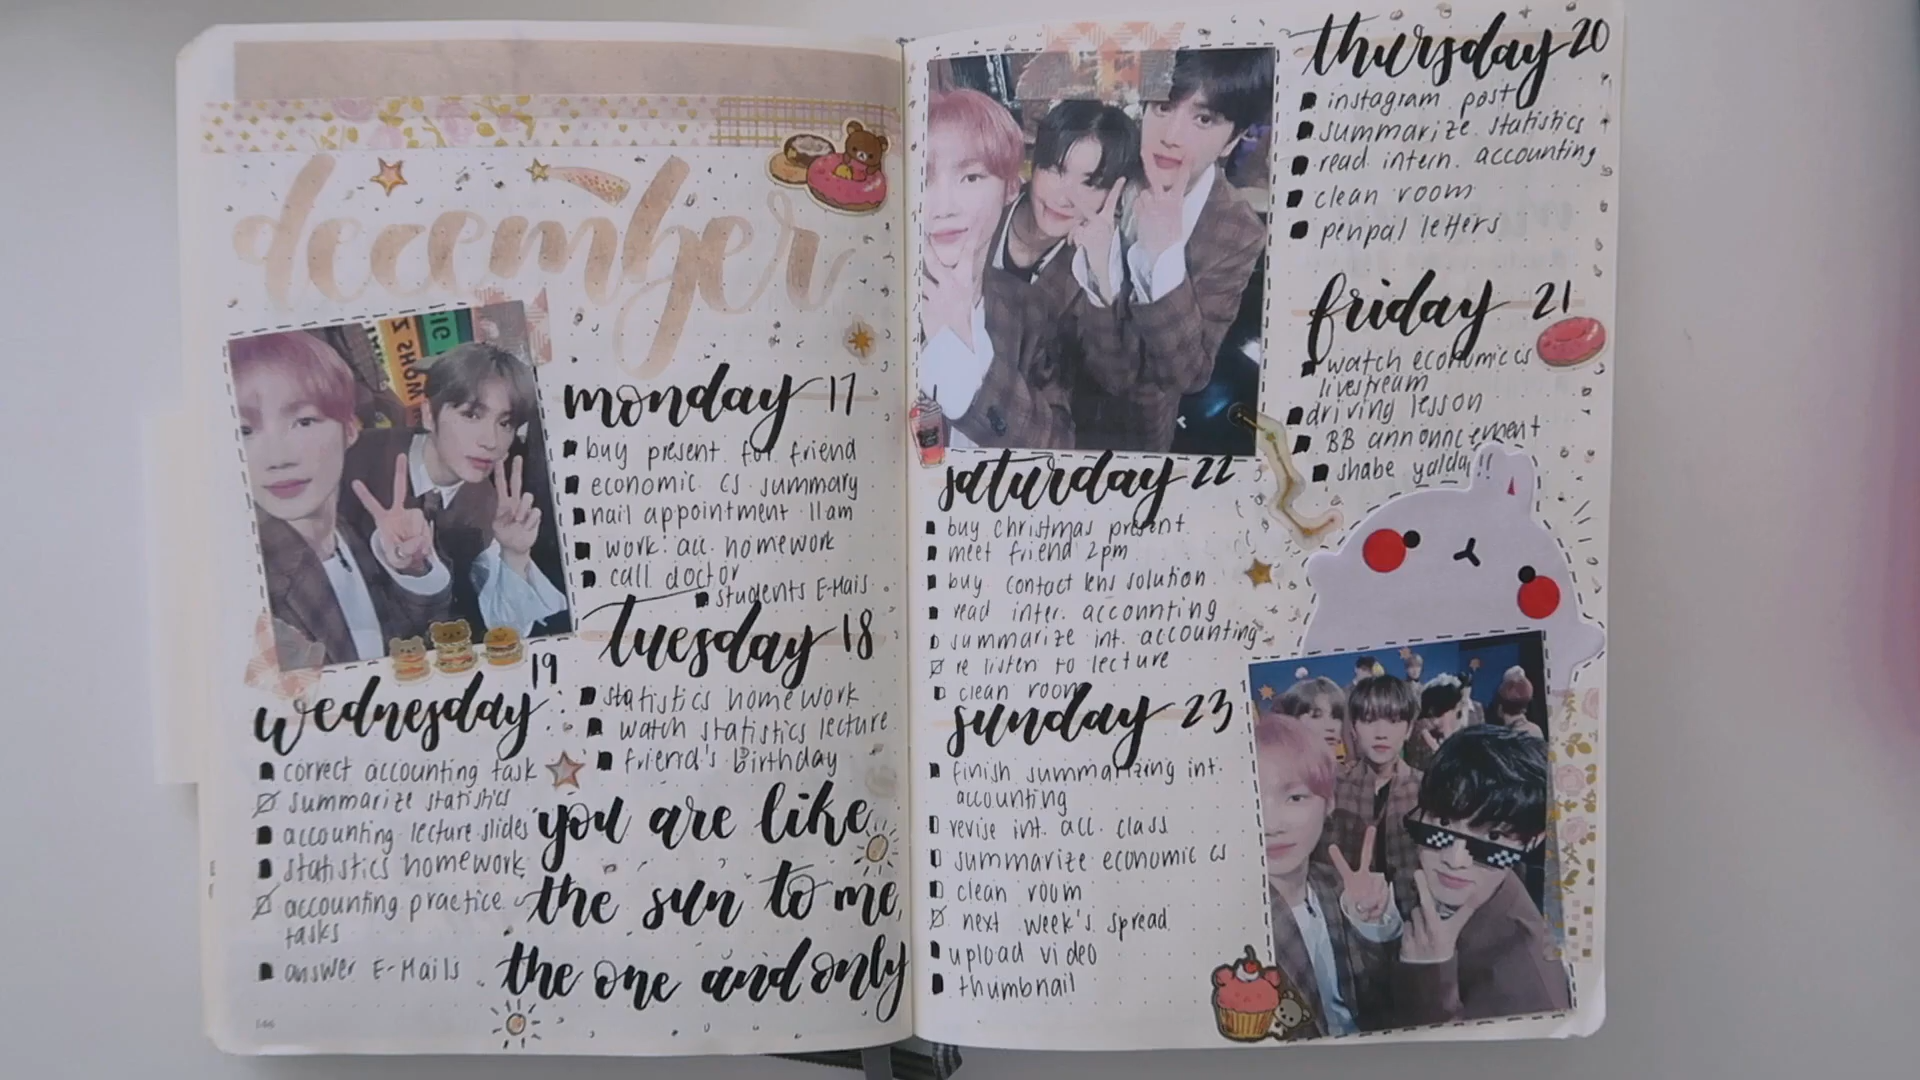 december
monday 17
buy present for friend
economic cs summary
nail appointment 11am
work: acc. homework
call doctor
students E-Mails
tuesday 18
statistics homework
watch statistics lecture
friend's Birthday
wednesday 19
correct accounting task
summarize statistics
accounting lecture slides
statistics homework
accounting practice
tasks
answer E-Mails
you are like
the sun to me,
the one and only
146
thursday 20
instagram post
summarize statistics
read intern. accounting
clean room
penpal letters
friday 21
watch economic cs
livestream
driving lesson
BB announcement
shabe yalda!!
saturday 22
buy christmas present
meet friend 2pm
buy contact lens solution
read inter. accounting
summarize int. accounting
re listen to lecture
clean room
sunday 23
finish summarizing int.
accounting
revise int. acc. class
summarize economic cs
clean room
next week's spread
upload video
thumbnail